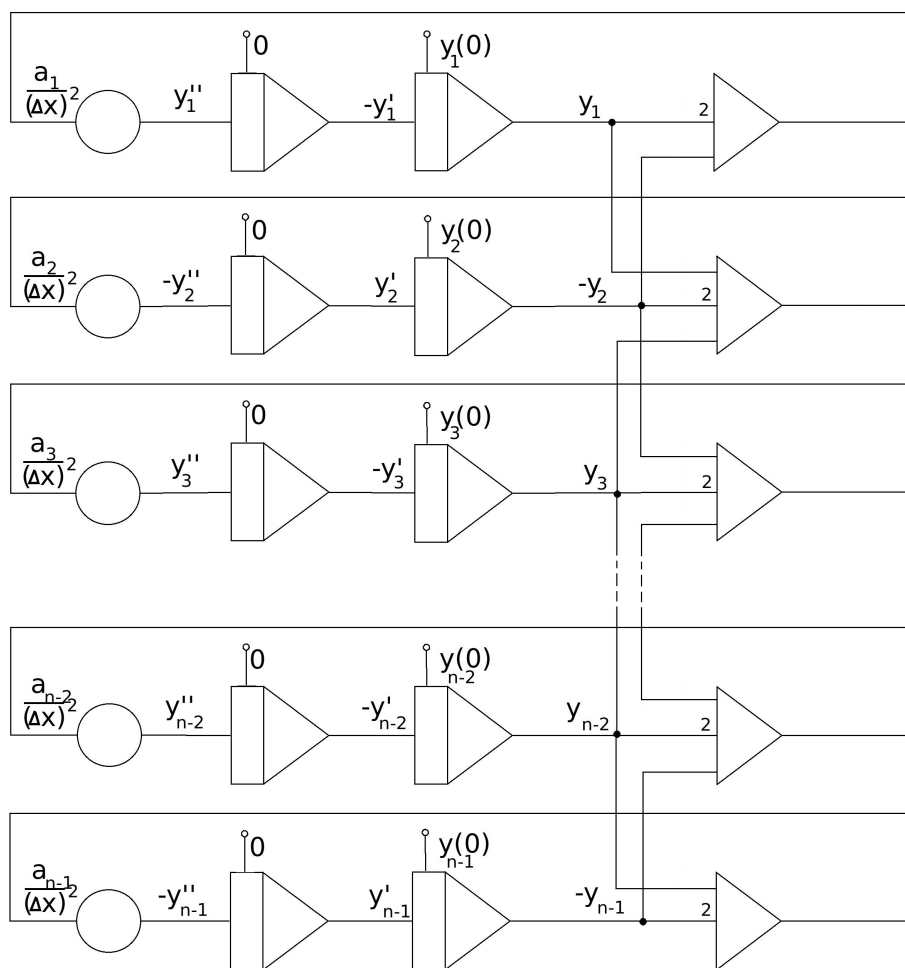 0 y₁(0)
a₁/(Δx)² y₁'' -y₁' y₁ 2
0 y₂(0)
a₂/(Δx)² -y₂'' y₂' -y₂ 2
0 y₃(0)
a₃/(Δx)² y₃'' -y₃' y₃ 2
0 yₙ₋₂(0)
aₙ₋₂/(Δx)² yₙ₋₂'' -yₙ₋₂' yₙ₋₂ 2
0 yₙ₋₁(0)
aₙ₋₁/(Δx)² -yₙ₋₁'' yₙ₋₁' -yₙ₋₁ 2